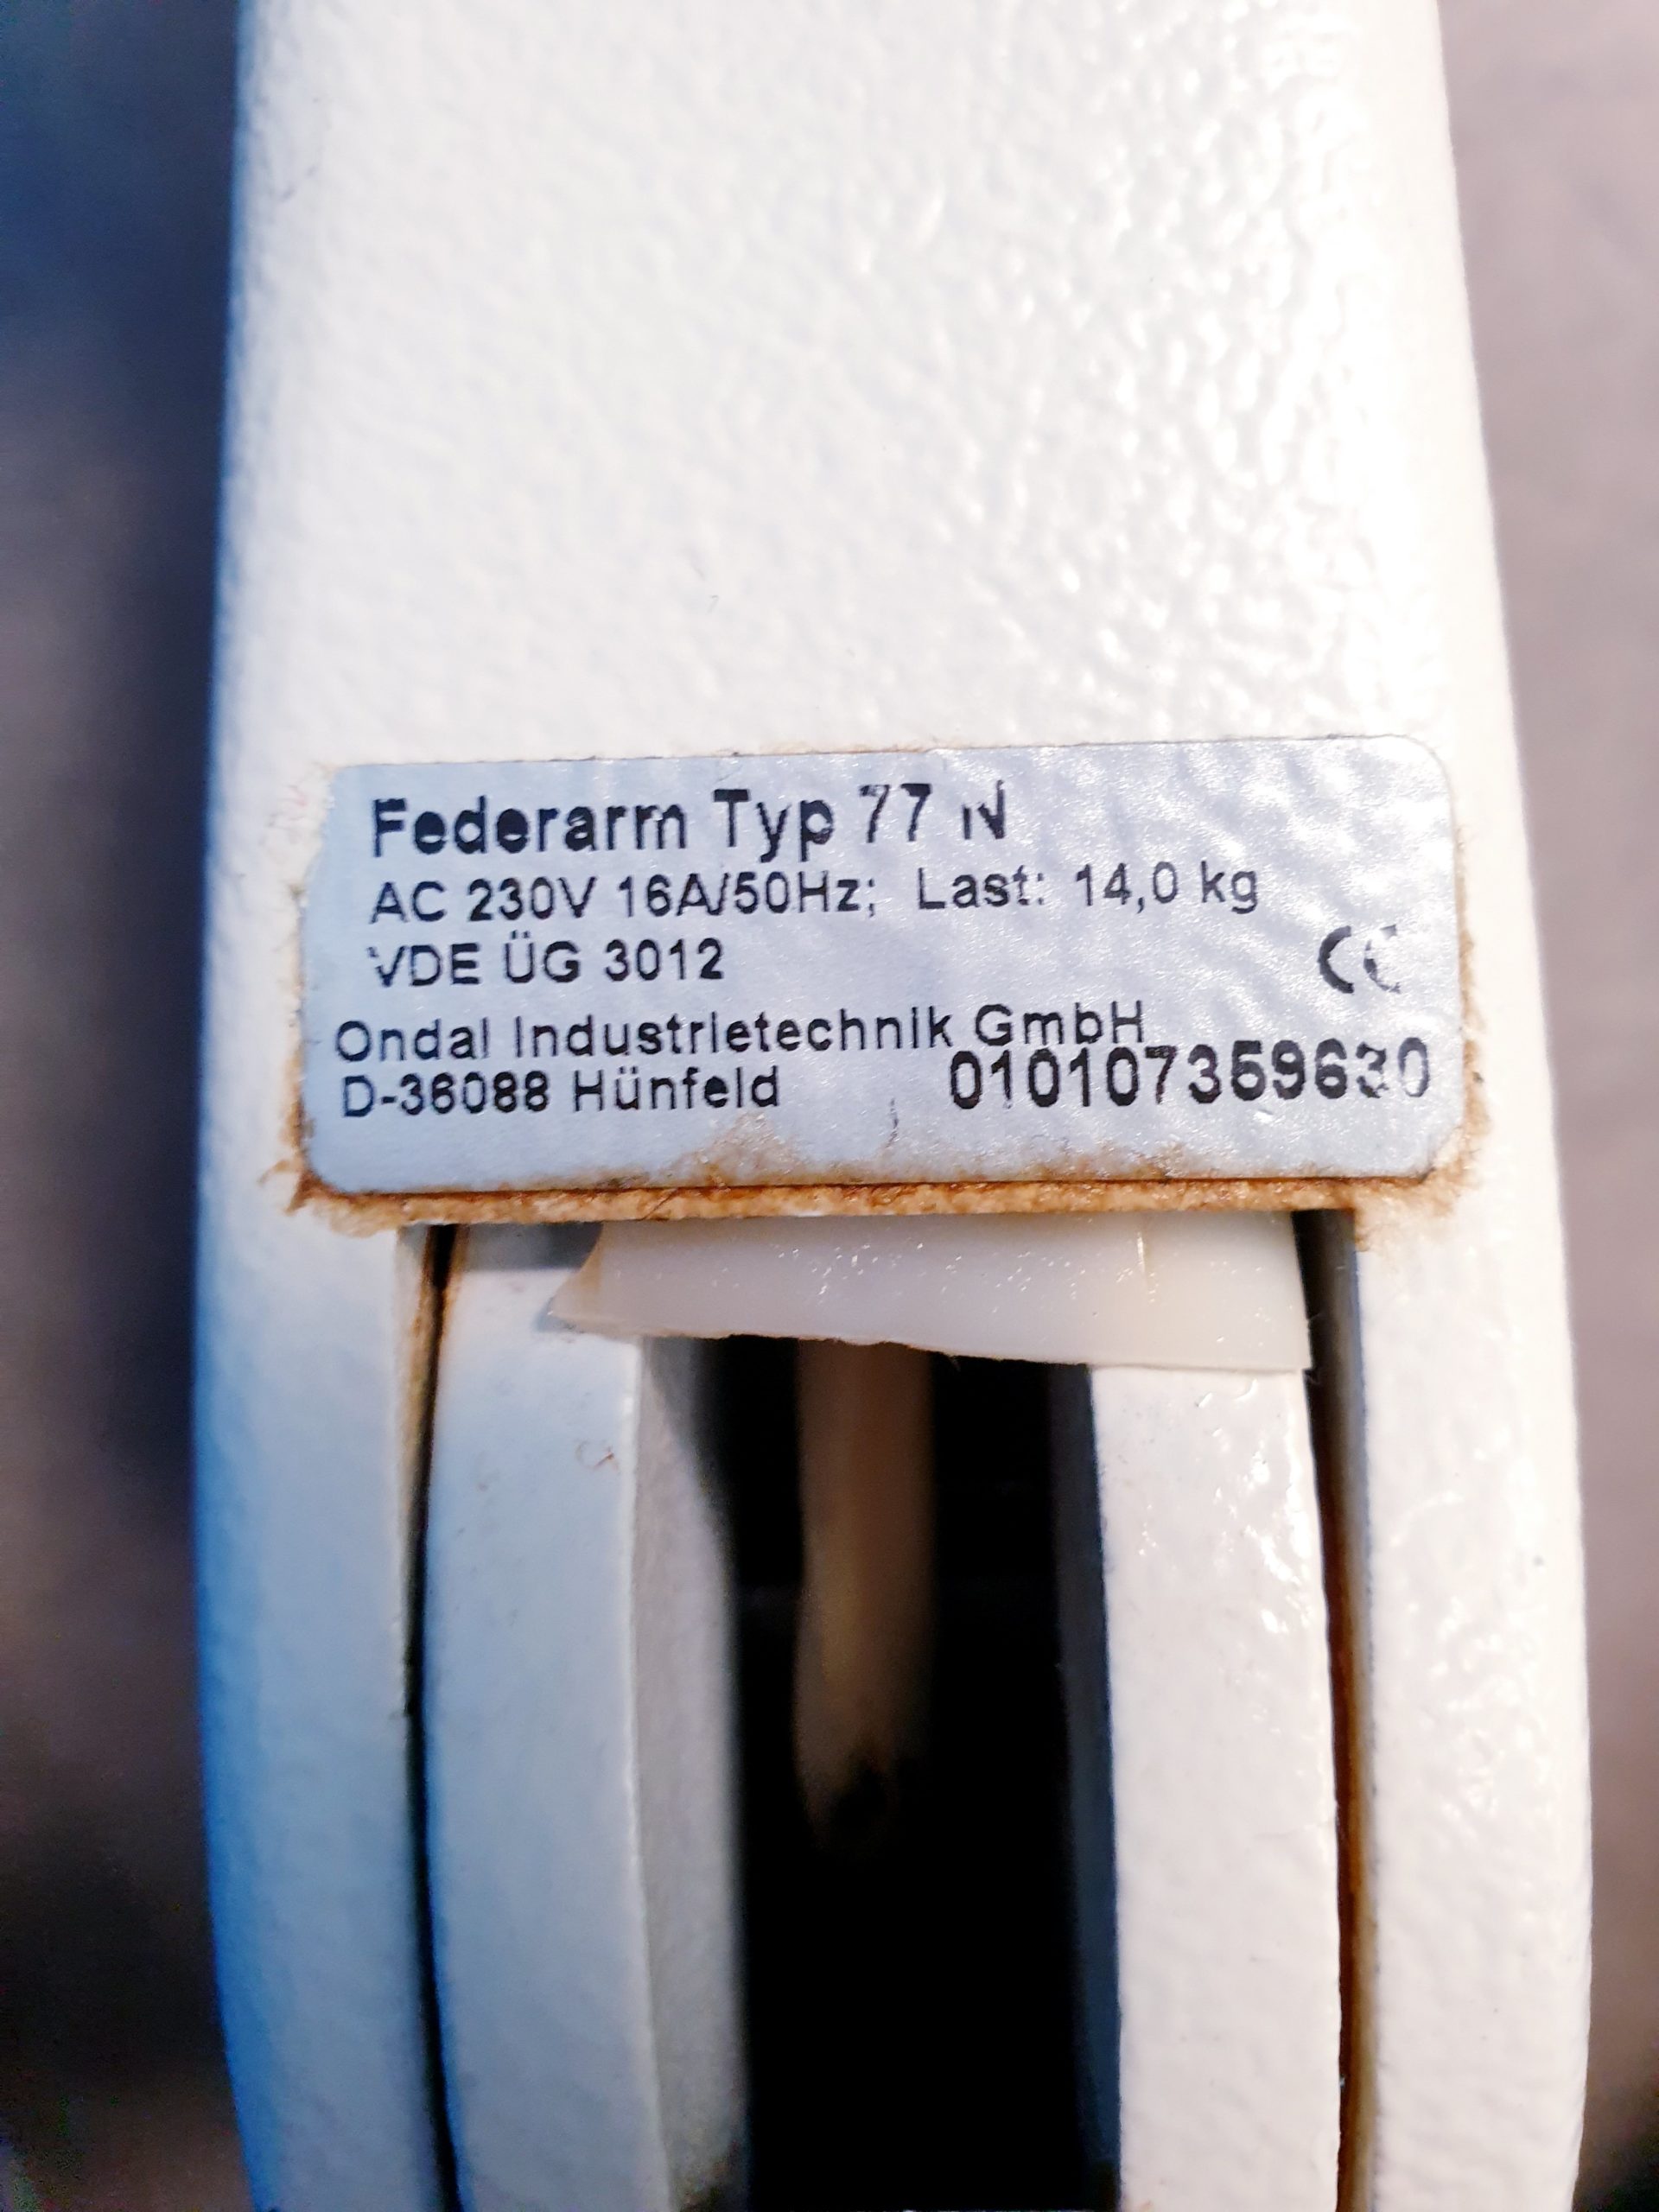 Federarm Typ 77 N
AC 230V 16A/50Hz; Last: 14,0 kg
VDE ÜG 3012
CE
Ondal Industrietechnik GmbH
D-36088 Hünfeld 010107359630